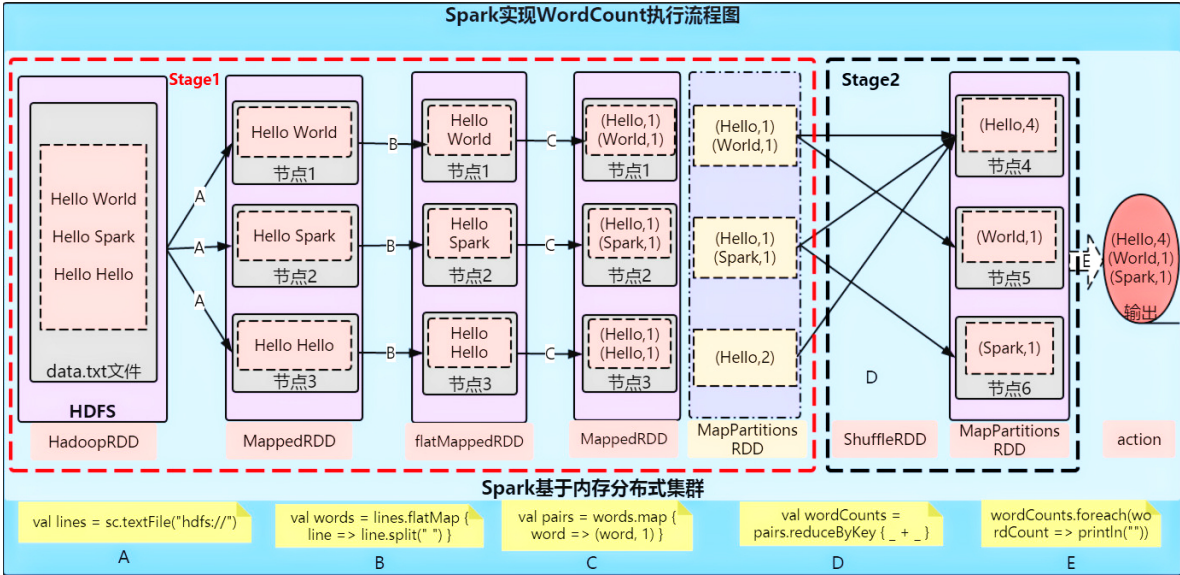 Spark实现WordCount执行流程图
Stage1
Hello World
Hello Spark
Hello Hello
data.txt文件
HDFS
HadoopRDD
A
A
A
Hello World
节点1
Hello Spark
节点2
Hello Hello
节点3
MappedRDD
B
B
B
Hello
World
节点1
Hello
Spark
节点2
Hello
Hello
节点3
flatMappedRDD
C
C
C
(Hello,1)
(World,1)
节点1
(Hello,1)
(Spark,1)
节点2
(Hello,1)
(Hello,1)
节点3
MappedRDD
(Hello,1)
(World,1)
(Hello,1)
(Spark,1)
(Hello,2)
MapPartitions
RDD
Stage2
D
ShuffleRDD
(Hello,4)
节点4
(World,1)
节点5
(Spark,1)
节点6
MapPartitions
RDD
E
(Hello,4)
(World,1)
(Spark,1)
输出
action
Spark基于内存分布式集群
val lines = sc.textFile("hdfs://")
A
val words = lines.flatMap {
line => line.split(" ") }
B
val pairs = words.map {
word => (word, 1) }
C
val wordCounts =
pairs.reduceByKey { _ + _ }
D
wordCounts.foreach(wo
rdCount => println(""))
E